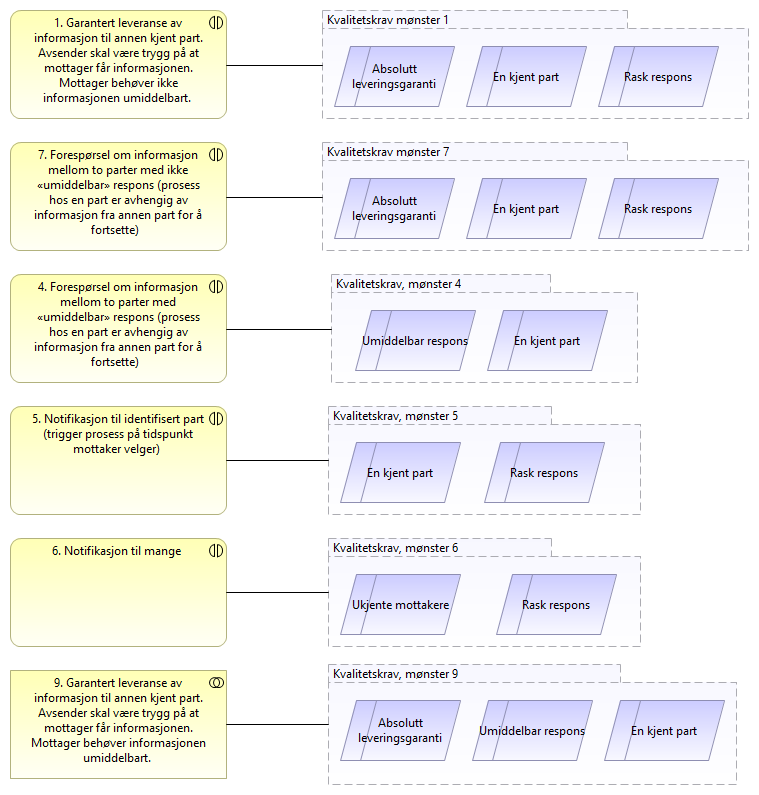 1. Garantert leveranse av
informasjon til annen kjent part.
Avsender skal være trygg på at
mottager får informasjonen.
Mottager behøver ikke
informasjonen umiddelbart.
Kvalitetskrav mønster 1
Absolutt
leveringsgaranti
En kjent part
Rask respons
7. Forespørsel om informasjon
mellom to parter med ikke
«umiddelbar» respons (prosess
hos en part er avhengig av
informasjon fra annen part for å
fortsette)
Kvalitetskrav mønster 7
Absolutt
leveringsgaranti
En kjent part
Rask respons
4. Forespørsel om informasjon
mellom to parter med
«umiddelbar» respons (prosess
hos en part er avhengig av
informasjon fra annen part for å
fortsette)
Kvalitetskrav, mønster 4
Umiddelbar respons
En kjent part
5. Notifikasjon til identifisert part
(trigger prosess på tidspunkt
mottaker velger)
Kvalitetskrav, mønster 5
En kjent part
Rask respons
6. Notifikasjon til mange
Kvalitetskrav, mønster 6
Ukjente mottakere
Rask respons
9. Garantert leveranse av
informasjon til annen kjent part.
Avsender skal være trygg på at
mottager får informasjonen.
Mottager behøver informasjonen
umiddelbart.
Kvalitetskrav, mønster 9
Absolutt
leveringsgaranti
Umiddelbar respons
En kjent part